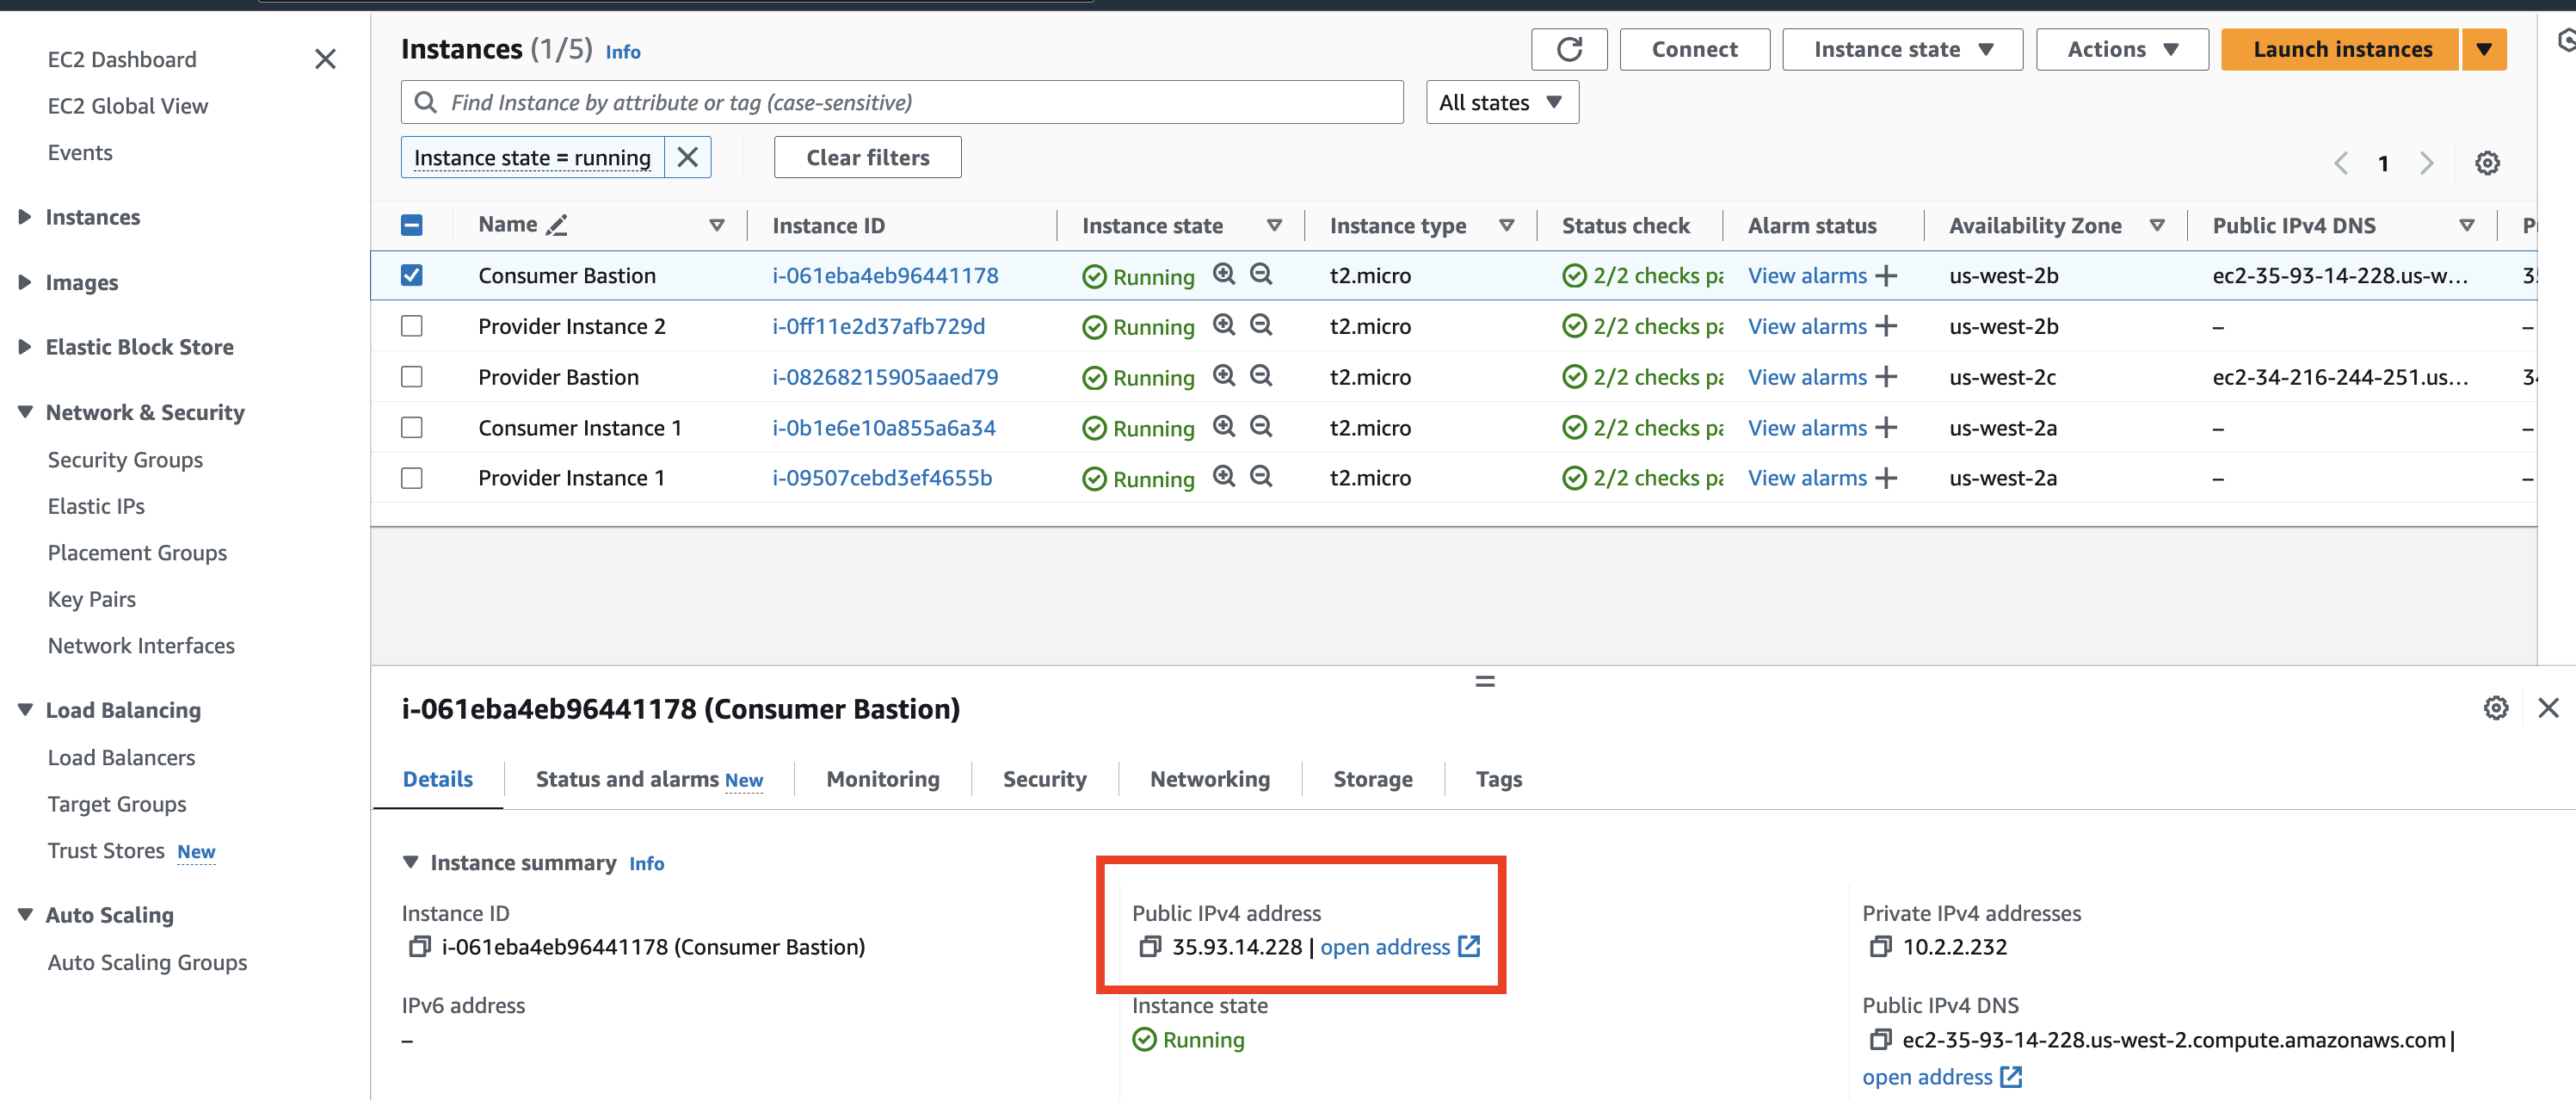 EC2 Dashboard
EC2 Global View
Events
Instances
Images
Elastic Block Store
Network & Security
Security Groups
Elastic IPs
Placement Groups
Key Pairs
Network Interfaces
Load Balancing
Load Balancers
Target Groups
Trust Stores New
Auto Scaling
Auto Scaling Groups
Instances (1/5) Info
Connect
Instance state
Actions
Launch instances
Find Instance by attribute or tag (case-sensitive)
All states
Instance state = running
Clear filters
1
Name Instance ID Instance state Instance type Status check Alarm status Availability Zone Public IPv4 DNS
Consumer Bastion i-061eba4eb96441178 Running t2.micro 2/2 checks pa View alarms + us-west-2b ec2-35-93-14-228.us-w...
Provider Instance 2 i-0ff11e2d37afb729d Running t2.micro 2/2 checks pa View alarms + us-west-2b –
Provider Bastion i-08268215905aaed79 Running t2.micro 2/2 checks pa View alarms + us-west-2c ec2-34-216-244-251.us...
Consumer Instance 1 i-0b1e6e10a855a6a34 Running t2.micro 2/2 checks pa View alarms + us-west-2a –
Provider Instance 1 i-09507cebd3ef4655b Running t2.micro 2/2 checks pa View alarms + us-west-2a –
i-061eba4eb96441178 (Consumer Bastion)
Details Status and alarms New Monitoring Security Networking Storage Tags
Instance summary Info
Instance ID
i-061eba4eb96441178 (Consumer Bastion)
Public IPv4 address
35.93.14.228 | open address
Private IPv4 addresses
10.2.2.232
IPv6 address
–
Instance state
Running
Public IPv4 DNS
ec2-35-93-14-228.us-west-2.compute.amazonaws.com |
open address